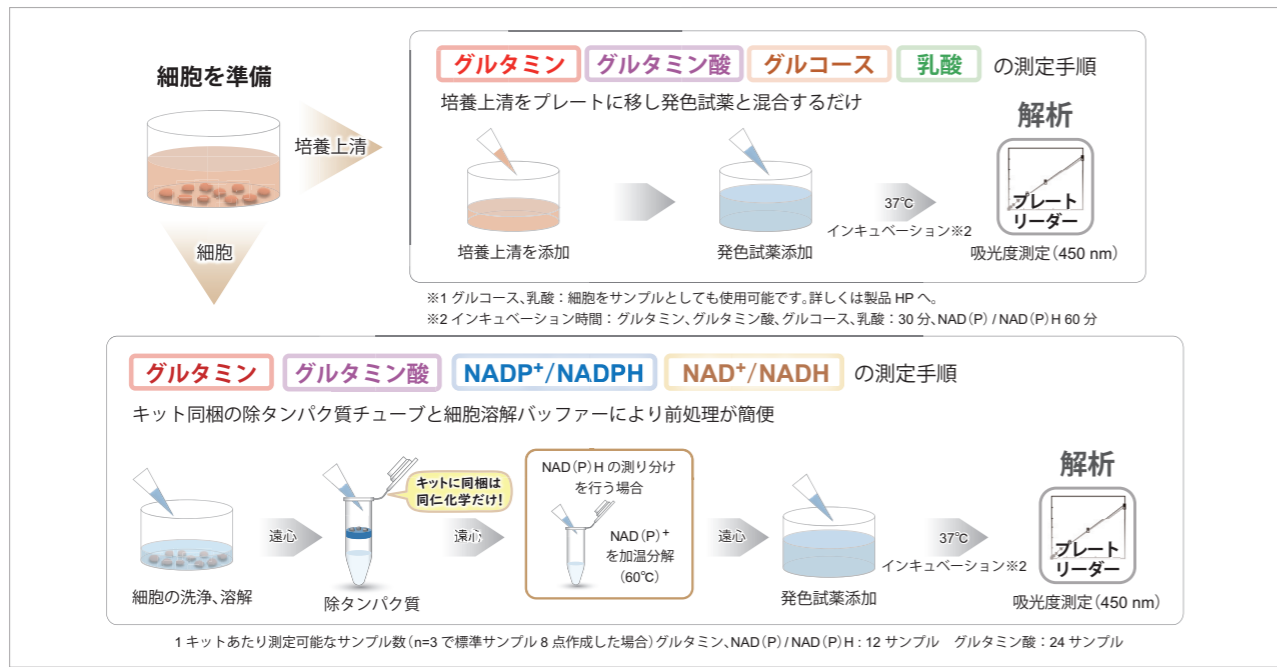 細胞を準備
培養上清
細胞
グルタミン グルタミン酸 グルコース 乳酸 の測定手順
培養上清をプレートに移し発色試薬と混合するだけ
培養上清を添加
発色試薬添加
37℃
インキュベーション※2
解析
プレート
リーダー
吸光度測定(450 nm)
※1 グルコース、乳酸：細胞をサンプルとしても使用可能です。詳しくは製品 HP へ。
※2 インキュベーション時間：グルタミン、グルタミン酸、グルコース、乳酸：30 分、NAD(P) / NAD(P)H 60 分
グルタミン グルタミン酸 NADP⁺/NADPH NAD⁺/NADH の測定手順
キット同梱の除タンパク質チューブと細胞溶解バッファーにより前処理が簡便
細胞の洗浄、溶解
遠心
キットに同梱は
同仁化学だけ!
除タンパク質
遠心
NAD(P)H の測り分け
を行う場合
NAD(P)⁺
を加温分解
(60℃)
遠心
発色試薬添加
37℃
インキュベーション※2
解析
プレート
リーダー
吸光度測定(450 nm)
1 キットあたり測定可能なサンプル数(n=3 で標準サンプル 8 点作成した場合)グルタミン、NAD(P) / NAD(P)H : 12 サンプル グルタミン酸：24 サンプル